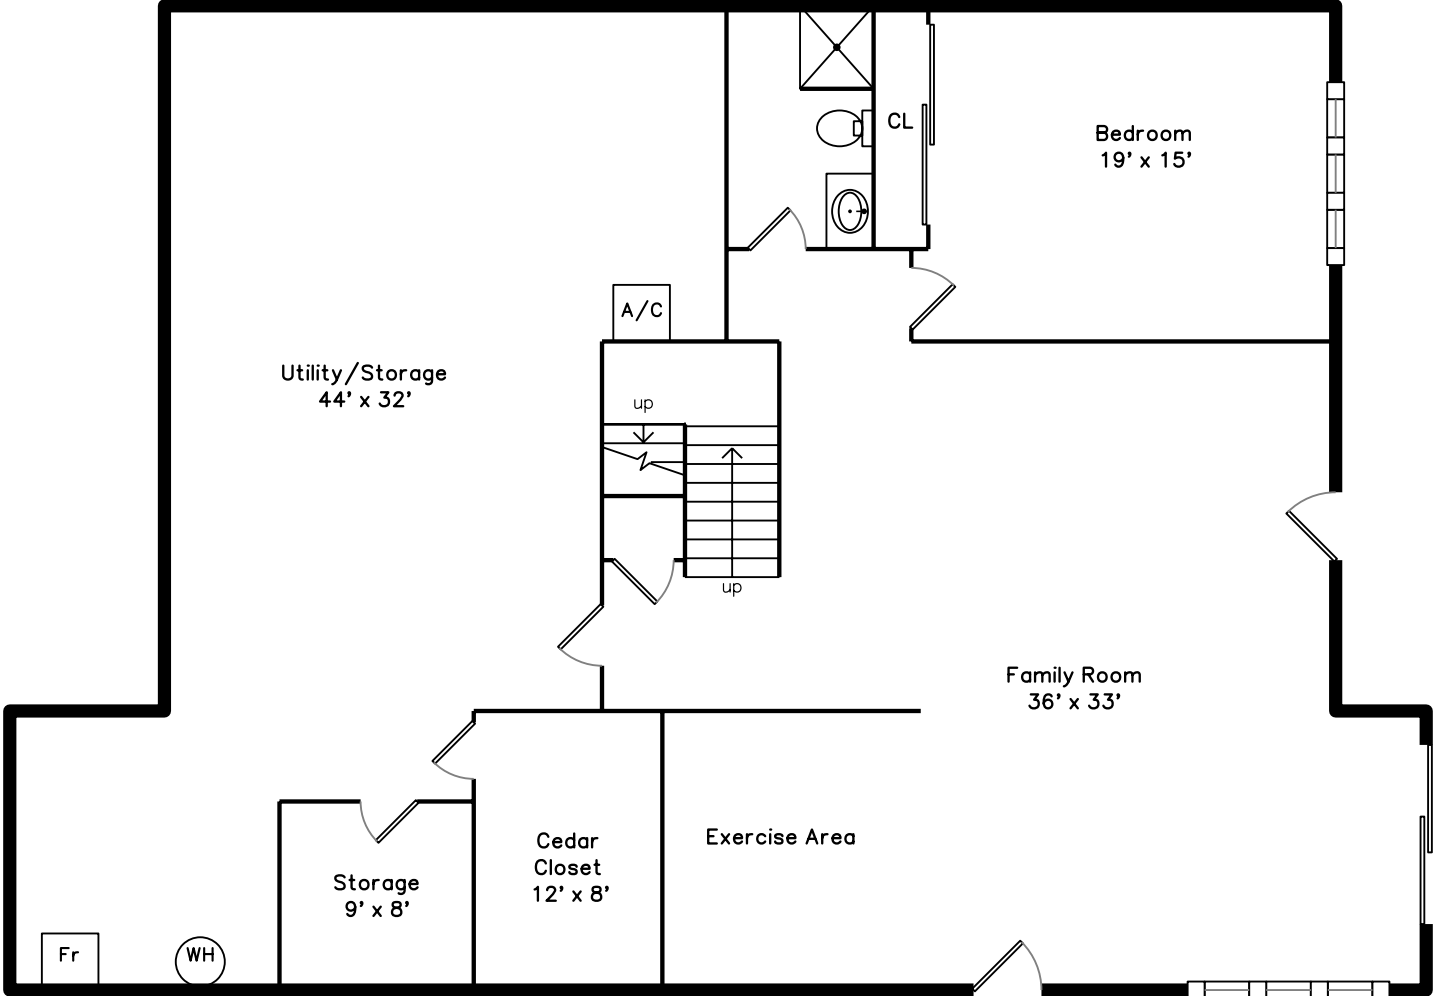 CL
Bedroom
19' x 15'
A/C
Utility/Storage
44' x 32'
up
up
Family Room
36' x 33'
Exercise Area
Cedar
Closet
12' x 8'
Storage
9' x 8'
Fr
WH